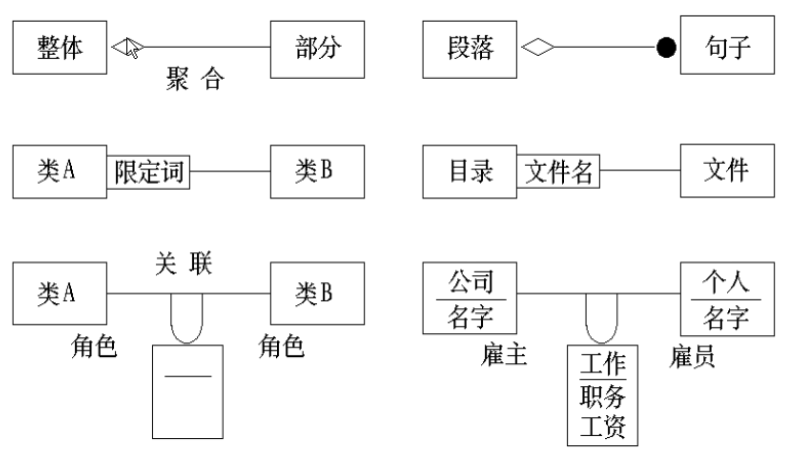 整体
部分
聚合
段落
句子
类A
限定词
类B
目录
文件名
文件
关联
类A
类B
角色
角色
公司
名字
个人
名字
雇主
雇员
工作
职务
工资